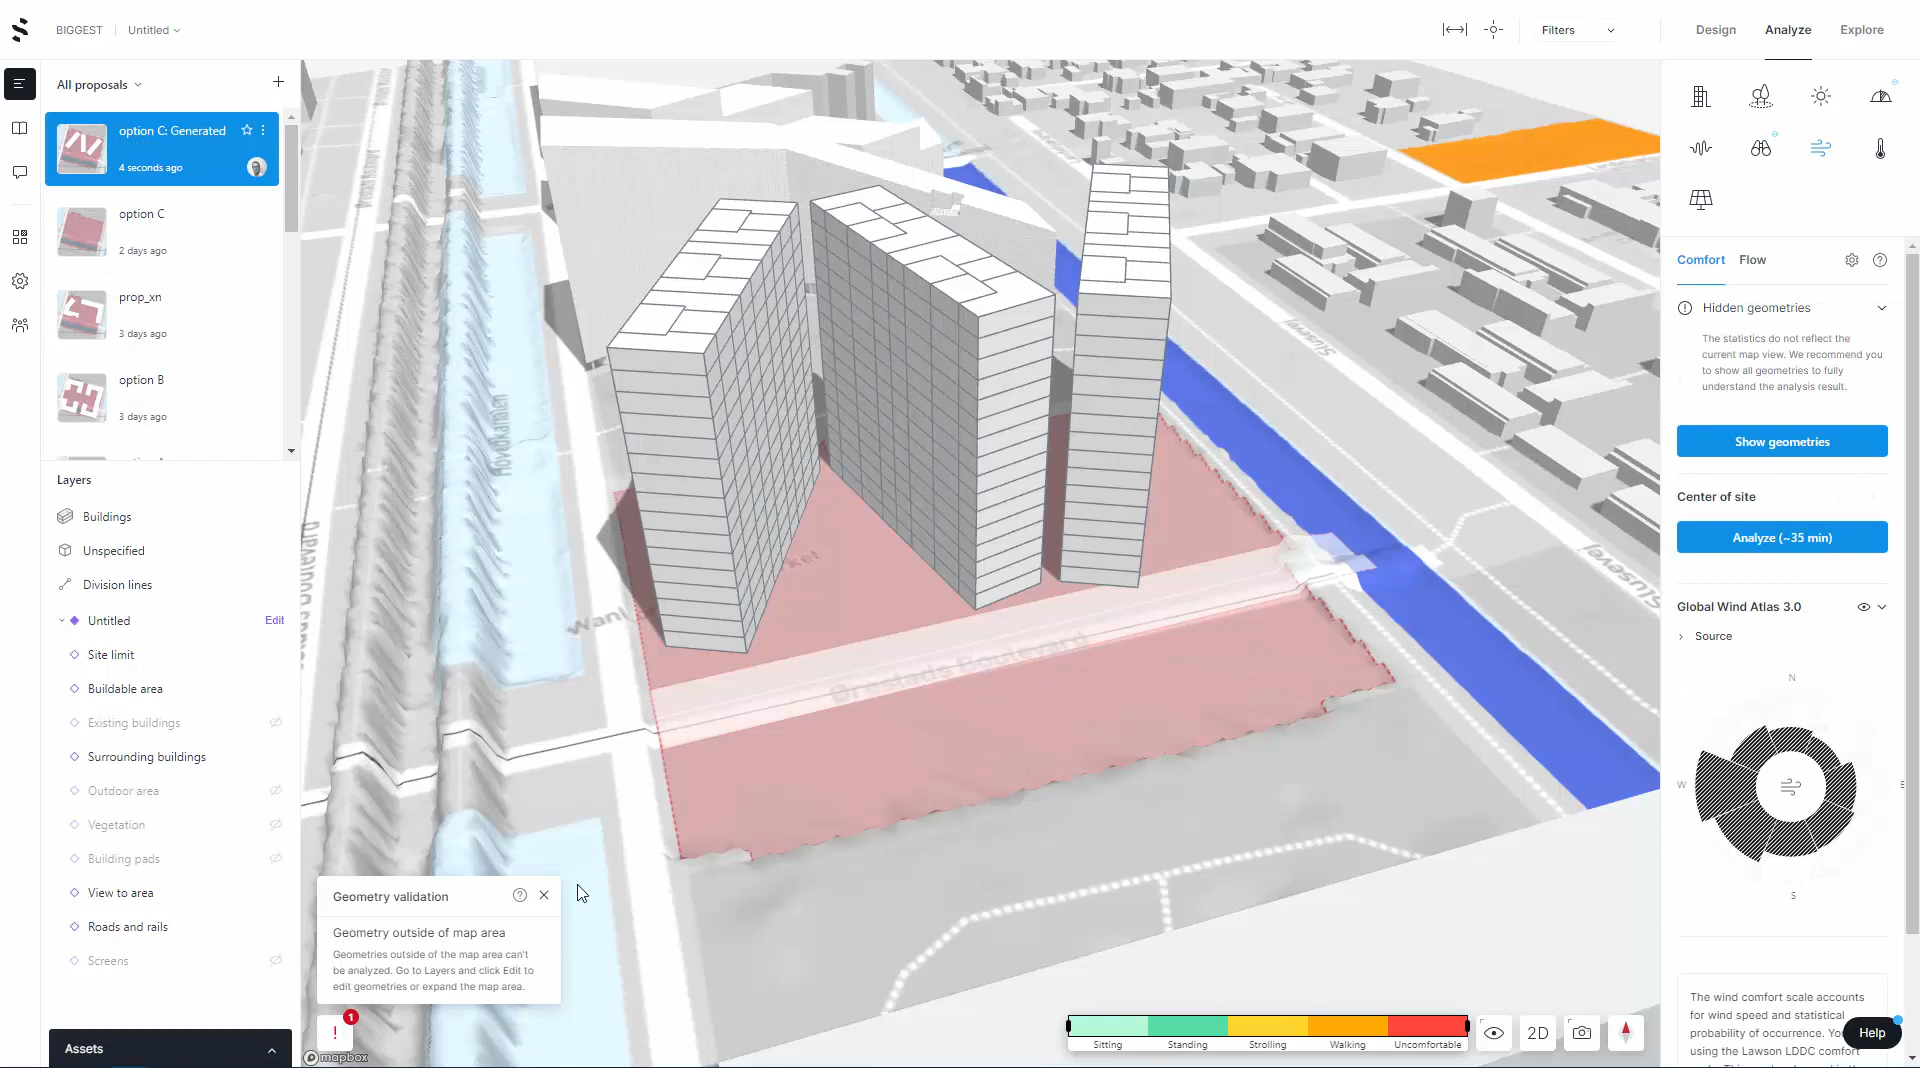 BIGGEST
Untitled
Filters
Design
Analyze
Explore
All proposals
option C: Generated
4 seconds ago
option C
2 days ago
prop_xn
3 days ago
option B
3 days ago
Layers
Buildings
Unspecified
Division lines
Untitled
Edit
Site limit
Buildable area
Existing buildings
Surrounding buildings
Outdoor area
Vegetation
Building pads
View to area
Roads and rails
Screens
Assets
Hovedkanalen
Ørestads Boulevard
Slusevej
Slusevej
Geometry validation
Geometry outside of map area
Geometries outside of the map area can't
be analyzed. Go to Layers and click Edit to
edit geometries or expand the map area.
!
1
mapbox
Sitting
Standing
Strolling
Walking
Uncomfortable
2D
Comfort
Flow
Hidden geometries
The statistics do not reflect the
current map view. We recommend you
to show all geometries to fully
understand the analysis result.
Show geometries
Center of site
Analyze (~35 min)
Global Wind Atlas 3.0
Source
N
W
E
S
The wind comfort scale accounts
for wind speed and statistical
probability of occurrence.
using the Lawson LDDC comfort
Help